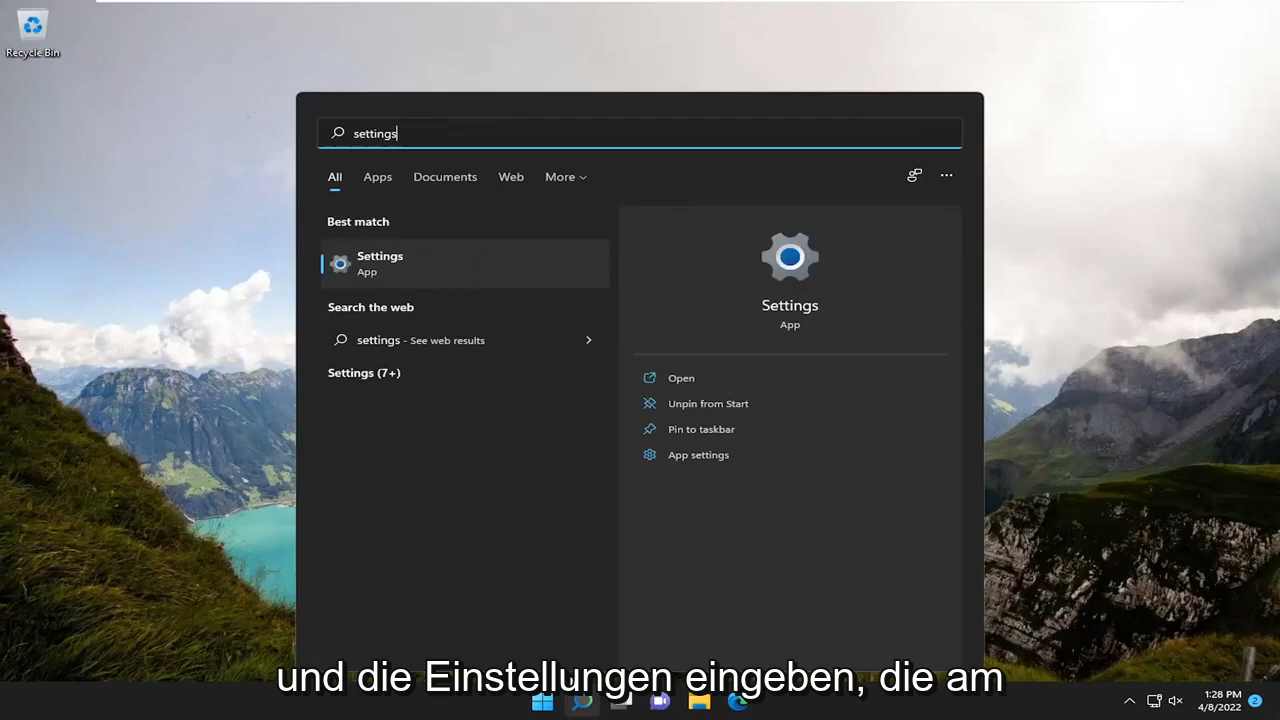 Recycle Bin
settings
All Apps Documents Web More
Best match
Settings
App
Search the web
settings - See web results
Settings (7+)
Settings
App
Open
Unpin from Start
Pin to taskbar
App settings
und die Einstellungen eingeben, die am
1:28 PM
4/8/2022
2